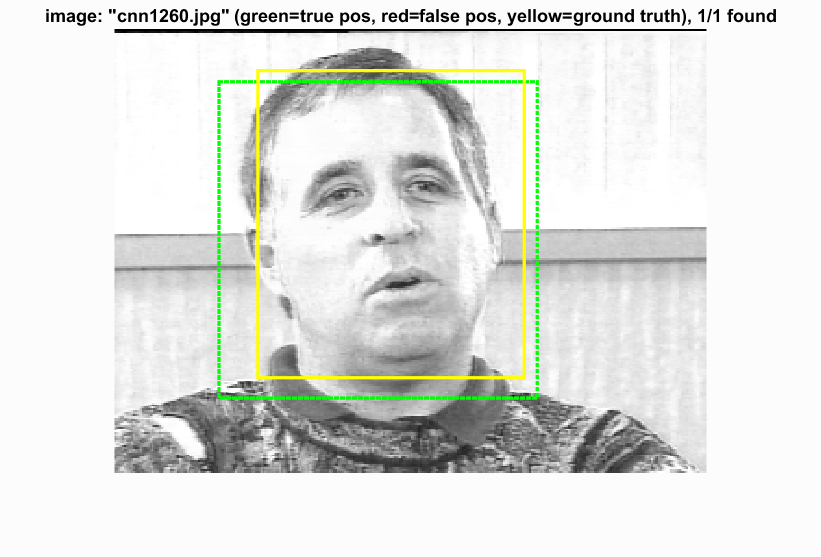 image: "cnn1260.jpg" (green=true pos, red=false pos, yellow=ground truth), 1/1 found